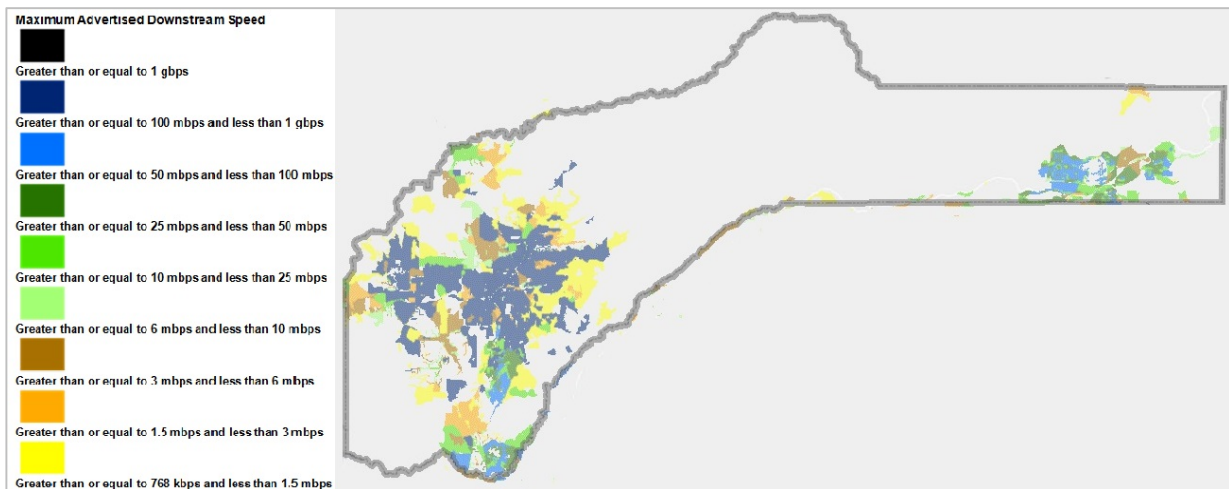 Maximum Advertised Downstream Speed
Greater than or equal to 1 gbps
Greater than or equal to 100 mbps and less than 1 gbps
Greater than or equal to 50 mbps and less than 100 mbps
Greater than or equal to 25 mbps and less than 50 mbps
Greater than or equal to 10 mbps and less than 25 mbps
Greater than or equal to 6 mbps and less than 10 mbps
Greater than or equal to 3 mbps and less than 6 mbps
Greater than or equal to 1.5 mbps and less than 3 mbps
Greater than or equal to 768 kbps and less than 1.5 mbps